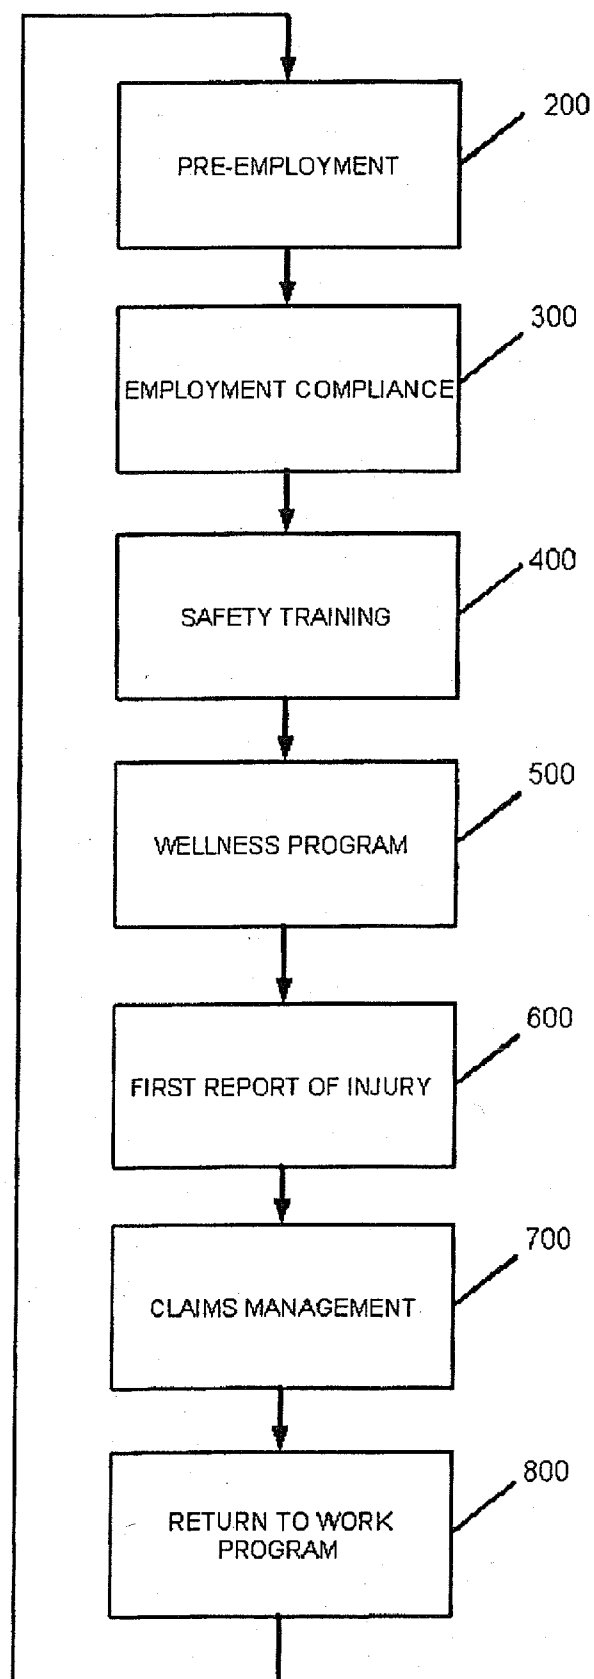 200
PRE-EMPLOYMENT
300
EMPLOYMENT COMPLIANCE
400
SAFETY TRAINING
500
WELLNESS PROGRAM
600
FIRST REPORT OF INJURY
700
CLAIMS MANAGEMENT
800
RETURN TO WORK
PROGRAM